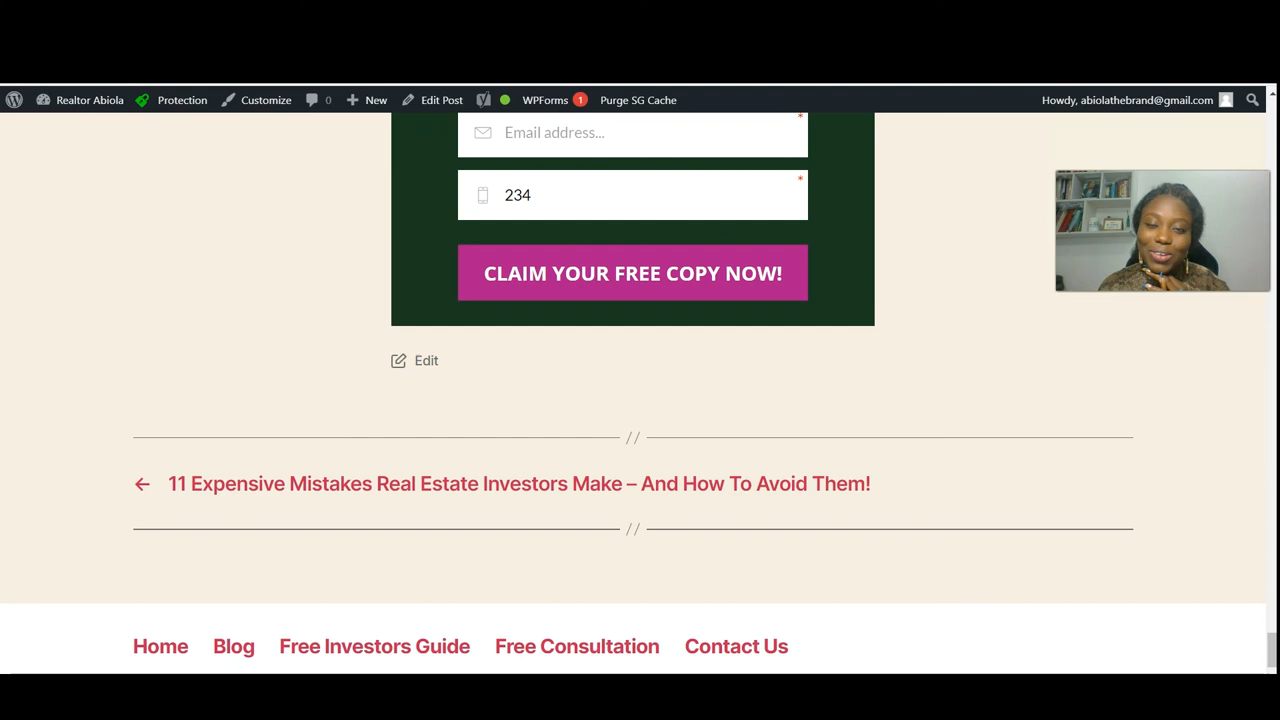 Realtor Abiola Protection Customize 0 New Edit Post WPForms 1 Purge SG Cache Howdy, abiolathebrand@gmail.com
Email address... *
234 *
CLAIM YOUR FREE COPY NOW!
Edit
//
← 11 Expensive Mistakes Real Estate Investors Make – And How To Avoid Them!
//
Home Blog Free Investors Guide Free Consultation Contact Us